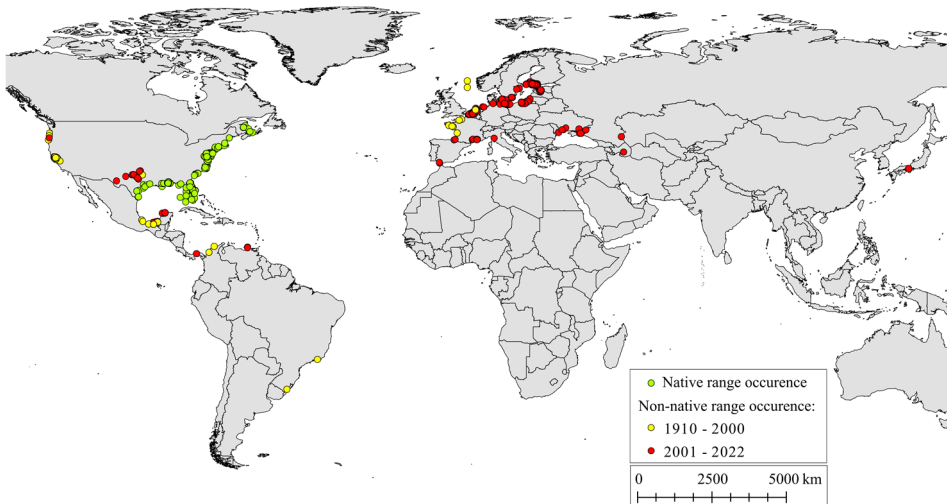 Native range occurence
Non-native range occurence:
1910 - 2000
2001 - 2022
0 2500 5000 km